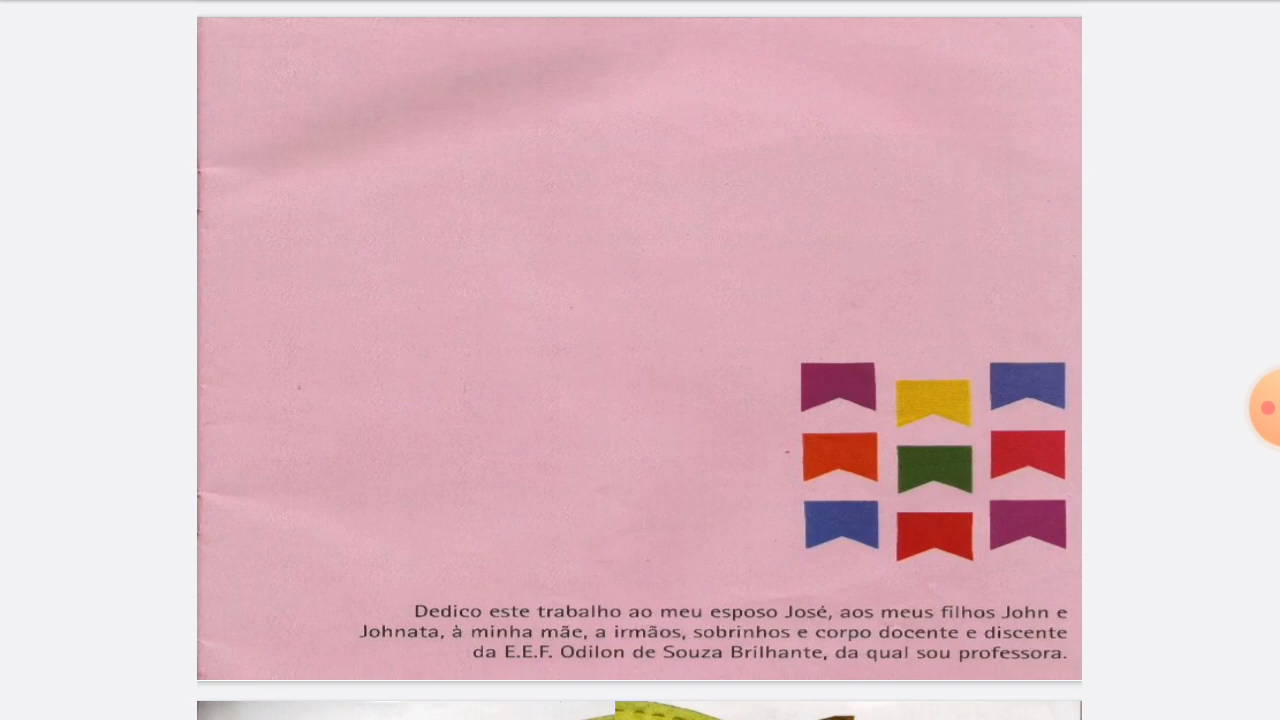 Dedico este trabalho ao meu esposo José, aos meus filhos John e
Johnata, à minha mãe, a irmãos, sobrinhos e corpo docente e discente
da E.E.F. Odilon de Souza Brilhante, da qual sou professora.